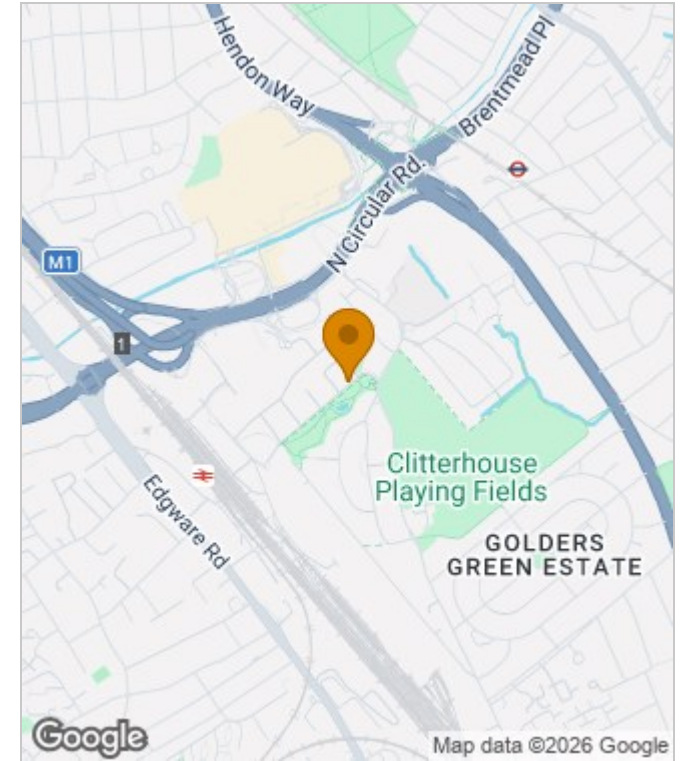 Hendon Way
Brentmead Pl
N Circular Rd.
M1
1
Clitterhouse
Playing Fields
Edgware Rd
GOLDERS
GREEN ESTATE
Google
Map data ©2026 Google